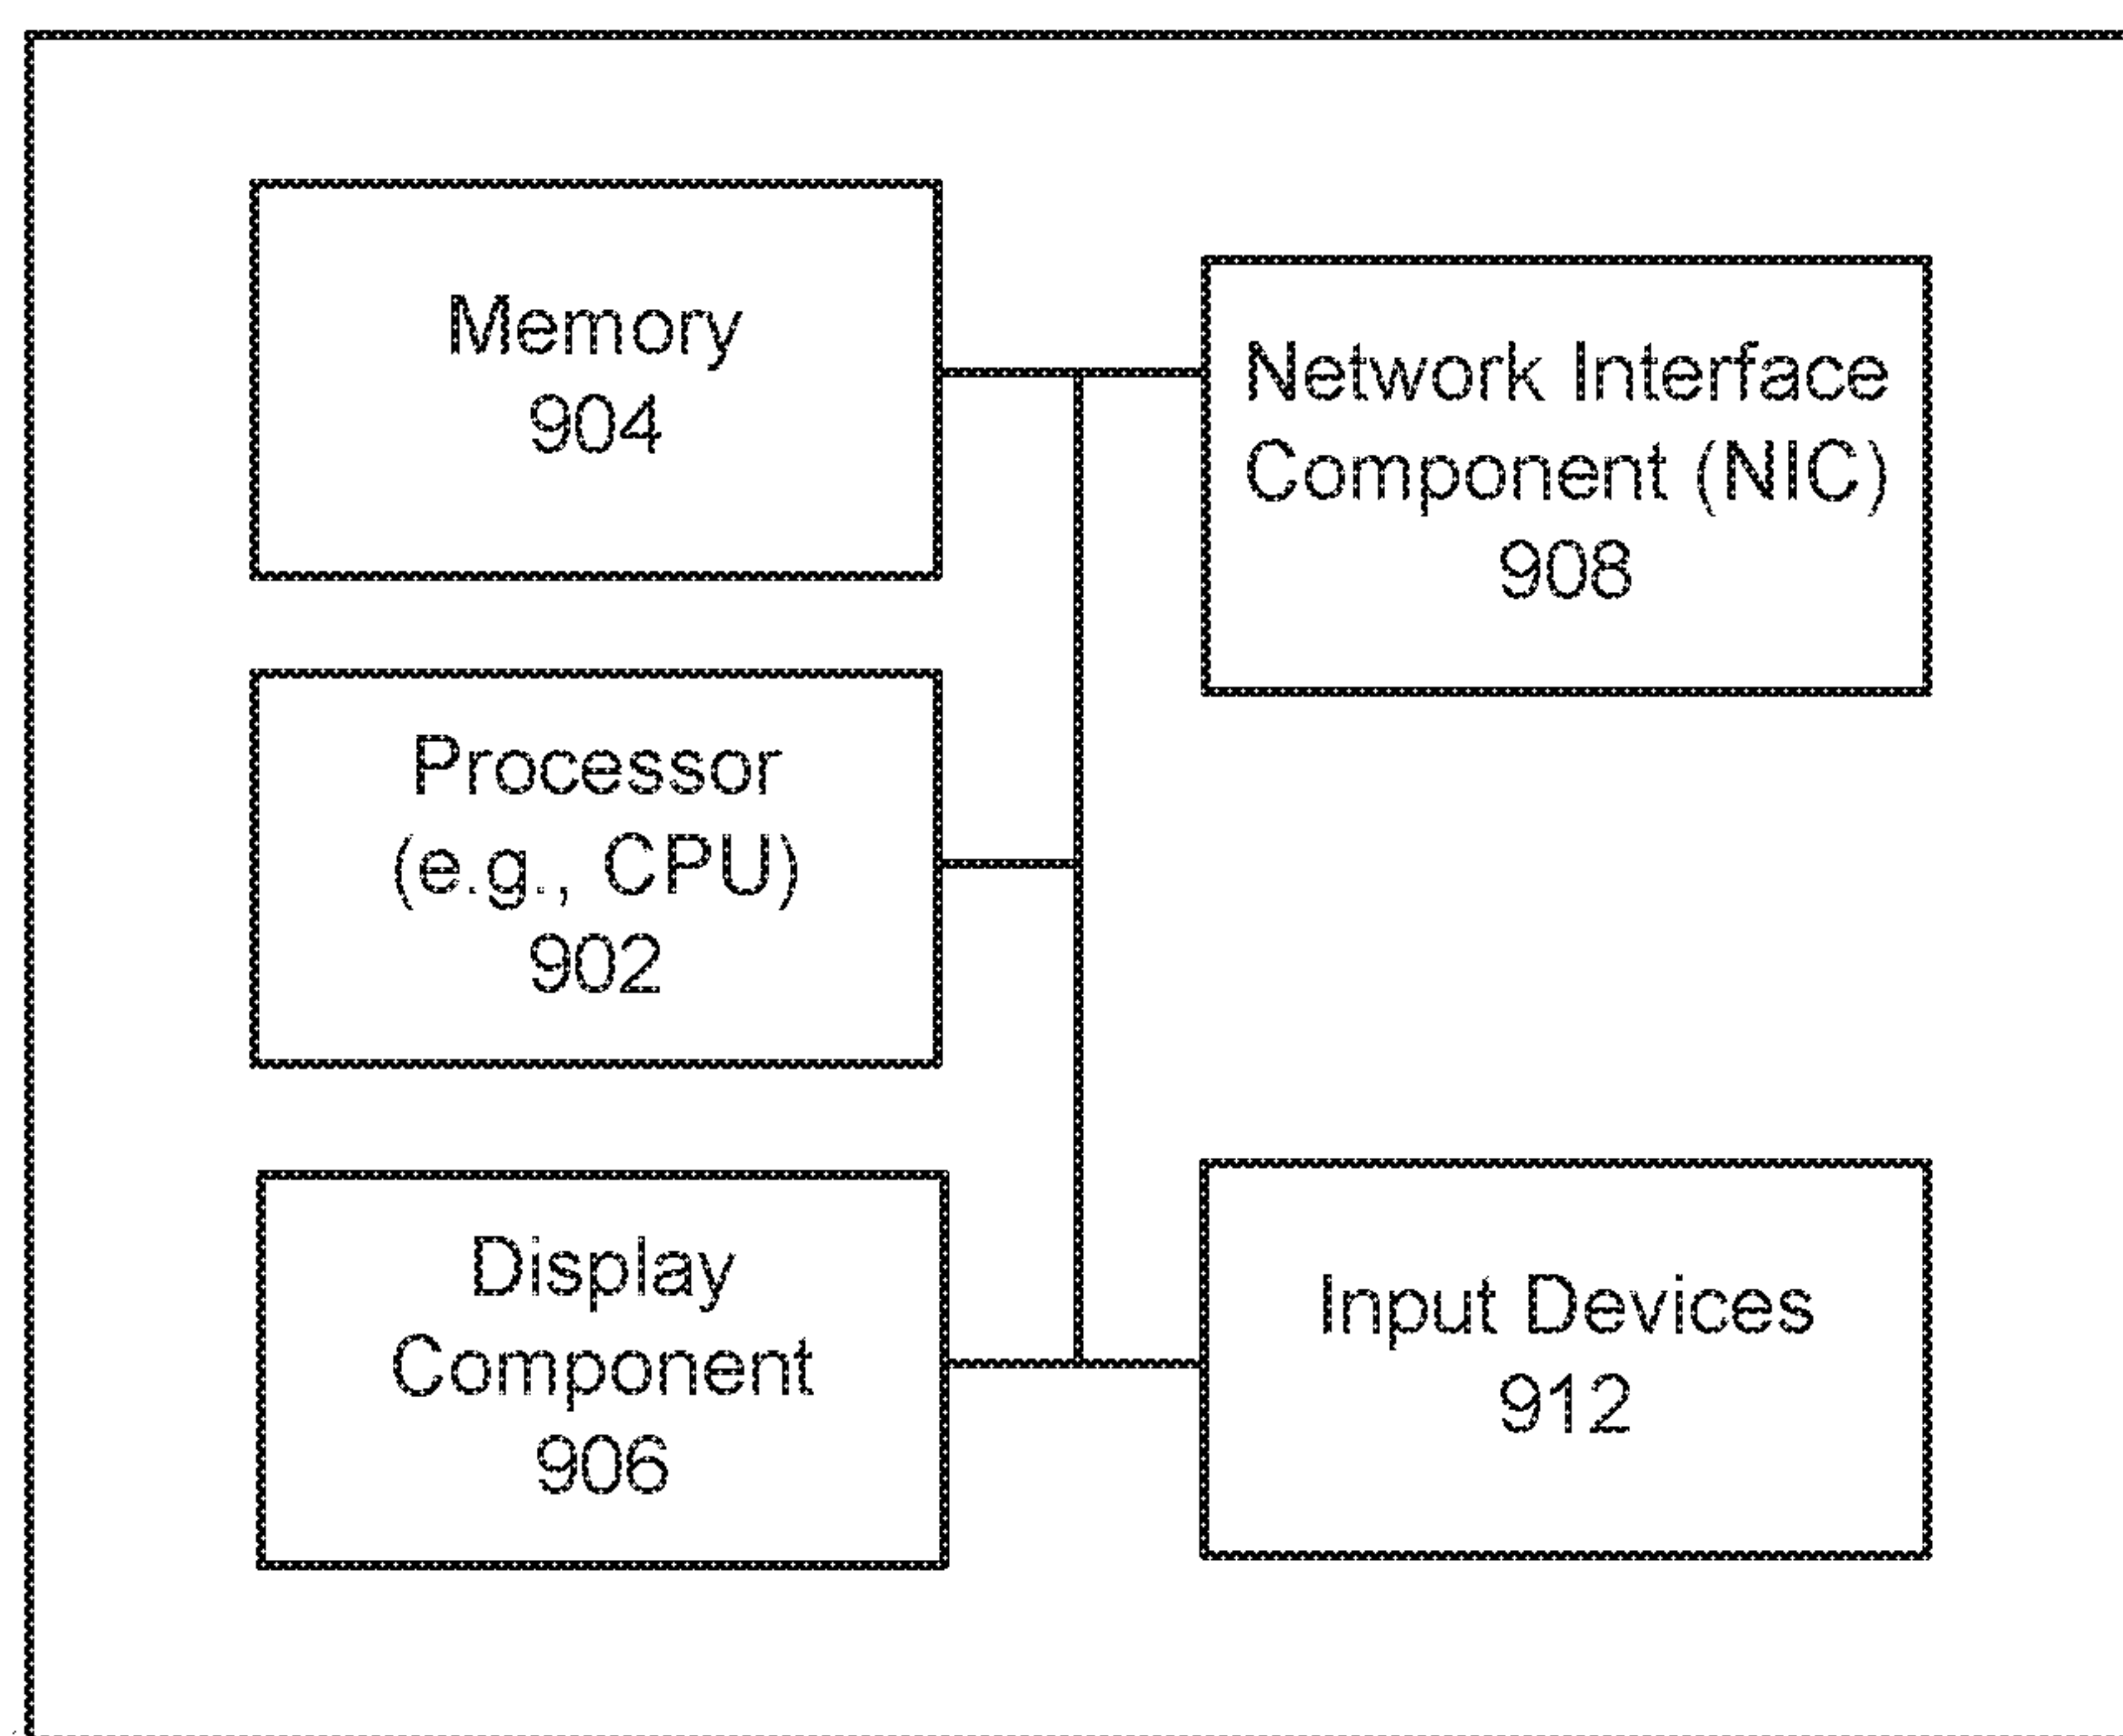 Memory
904
Network Interface
Component (NIC)
908
Processor
(e.g., CPU)
902
Display
Component
906
Input Devices
912